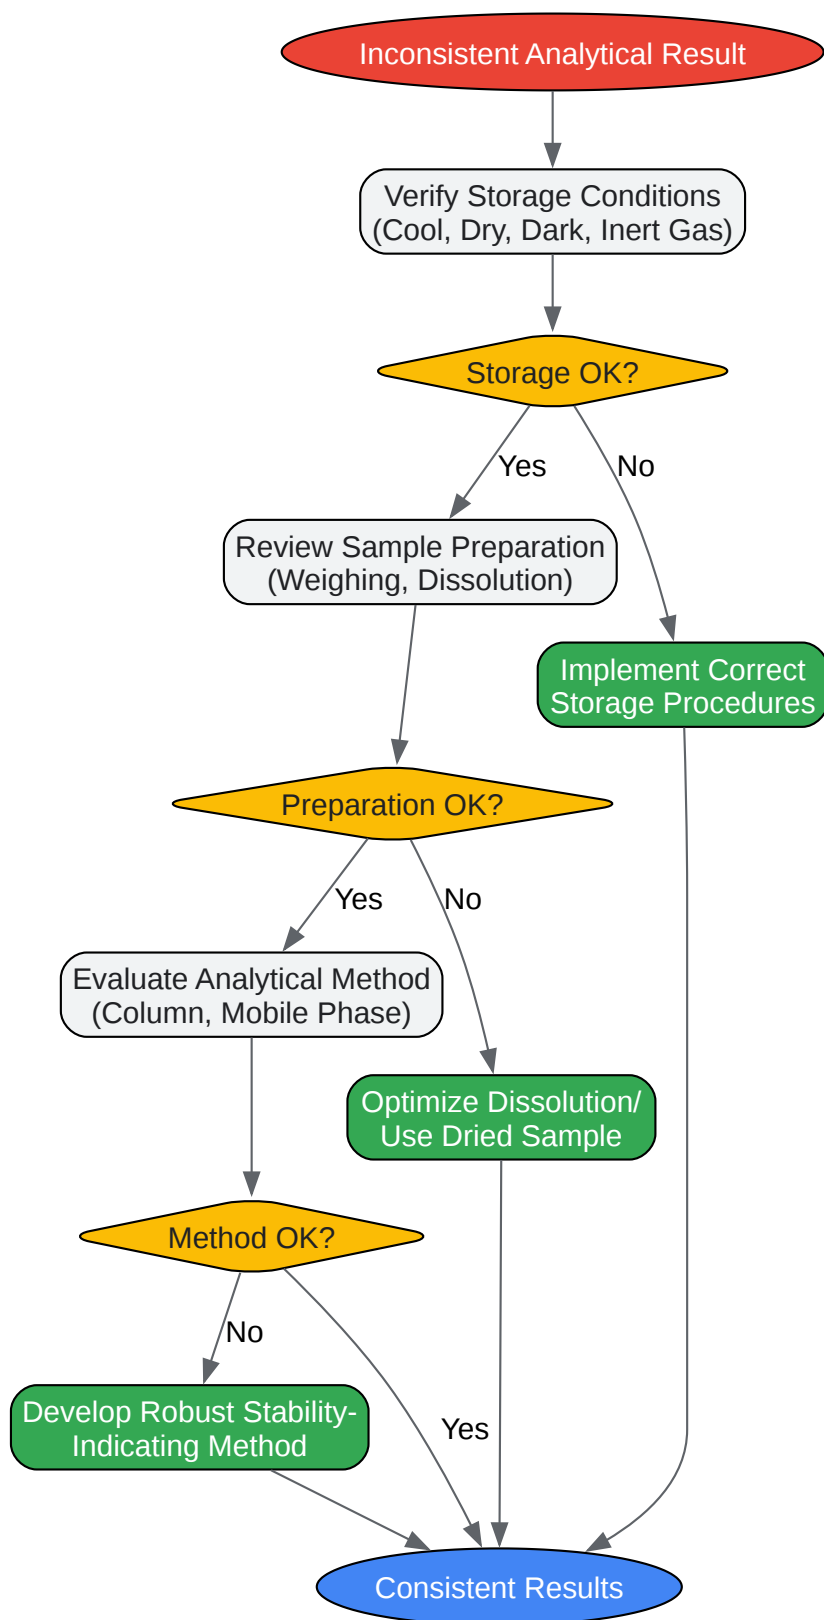 Inconsistent Analytical Result
Verify Storage Conditions
(Cool, Dry, Dark, Inert Gas)
Storage OK?
Yes
No
Review Sample Preparation
(Weighing, Dissolution)
Implement Correct
Storage Procedures
Preparation OK?
Yes
No
Evaluate Analytical Method
(Column, Mobile Phase)
Optimize Dissolution/
Use Dried Sample
Method OK?
No
Yes
Develop Robust Stability-
Indicating Method
Consistent Results